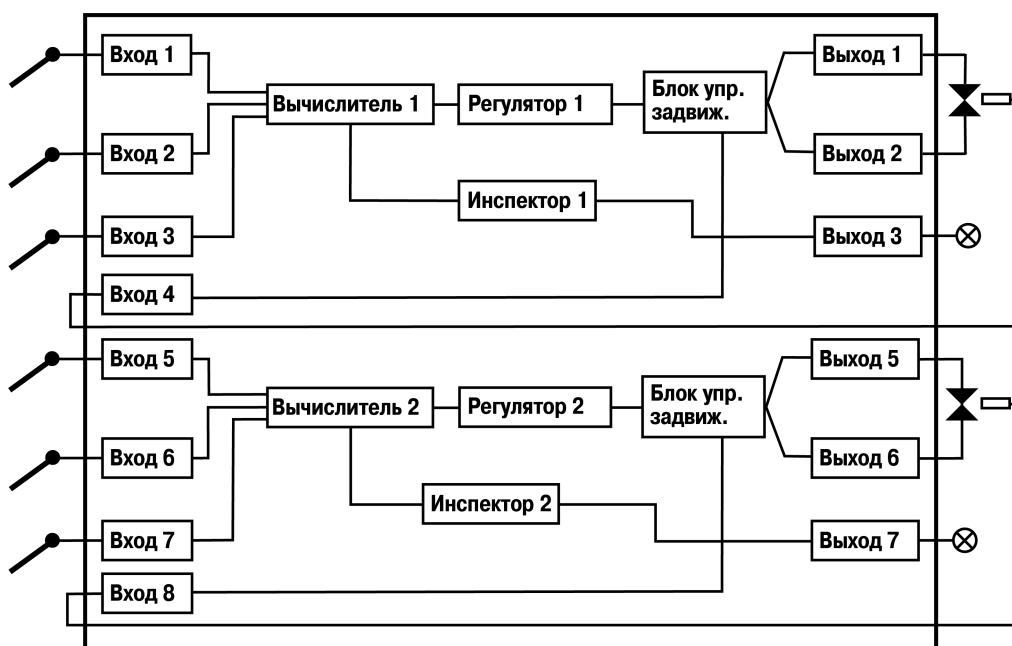 Вход 1
Выход 1
Вычислитель 1
Регулятор 1
Блок упр.
задвиж.
Вход 2
Выход 2
Инспектор 1
Вход 3
Выход 3
Вход 4
Вход 5
Выход 5
Вычислитель 2
Регулятор 2
Блок упр.
задвиж.
Вход 6
Выход 6
Инспектор 2
Вход 7
Выход 7
Вход 8